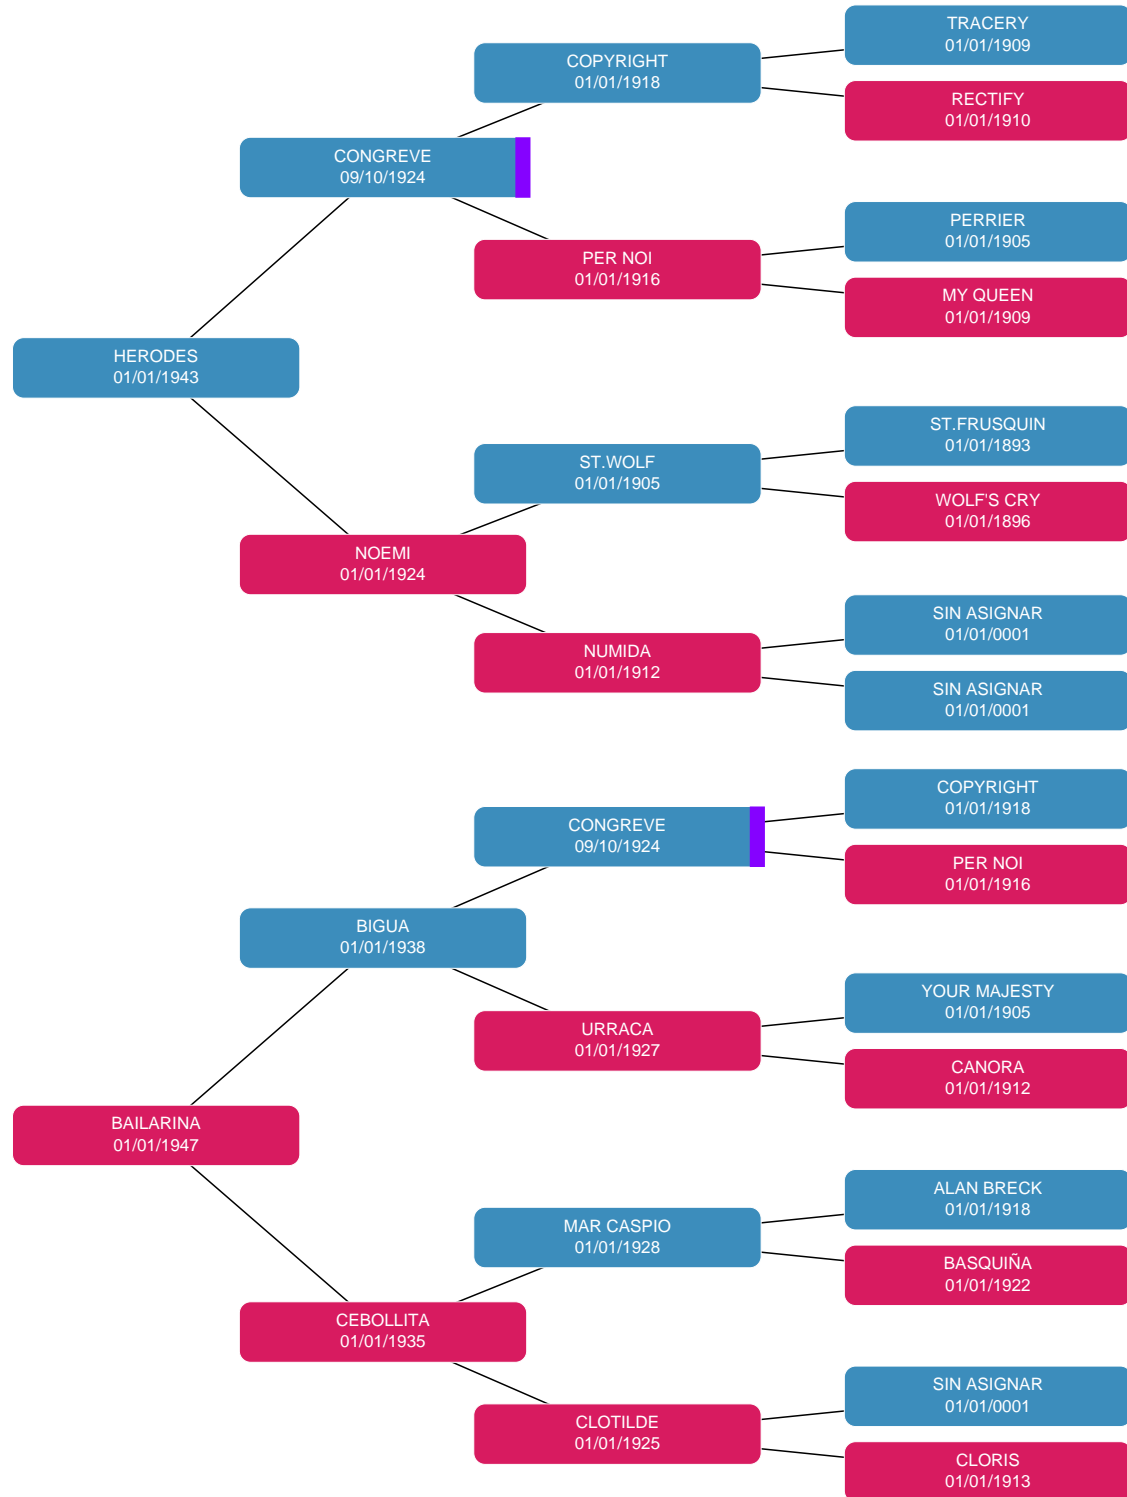 TRACERY
01/01/1909
COPYRIGHT
01/01/1918
RECTIFY
01/01/1910
CONGREVE
09/10/1924
PERRIER
01/01/1905
PER NOI
01/01/1916
MY QUEEN
01/01/1909
HERODES
01/01/1943
ST.FRUSQUIN
01/01/1893
ST.WOLF
01/01/1905
WOLF'S CRY
01/01/1896
NOEMI
01/01/1924
SIN ASIGNAR
01/01/0001
NUMIDA
01/01/1912
SIN ASIGNAR
01/01/0001
COPYRIGHT
01/01/1918
CONGREVE
09/10/1924
PER NOI
01/01/1916
BIGUA
01/01/1938
YOUR MAJESTY
01/01/1905
URRACA
01/01/1927
CANORA
01/01/1912
BAILARINA
01/01/1947
ALAN BRECK
01/01/1918
MAR CASPIO
01/01/1928
BASQUIÑA
01/01/1922
CEBOLLITA
01/01/1935
SIN ASIGNAR
01/01/0001
CLOTILDE
01/01/1925
CLORIS
01/01/1913